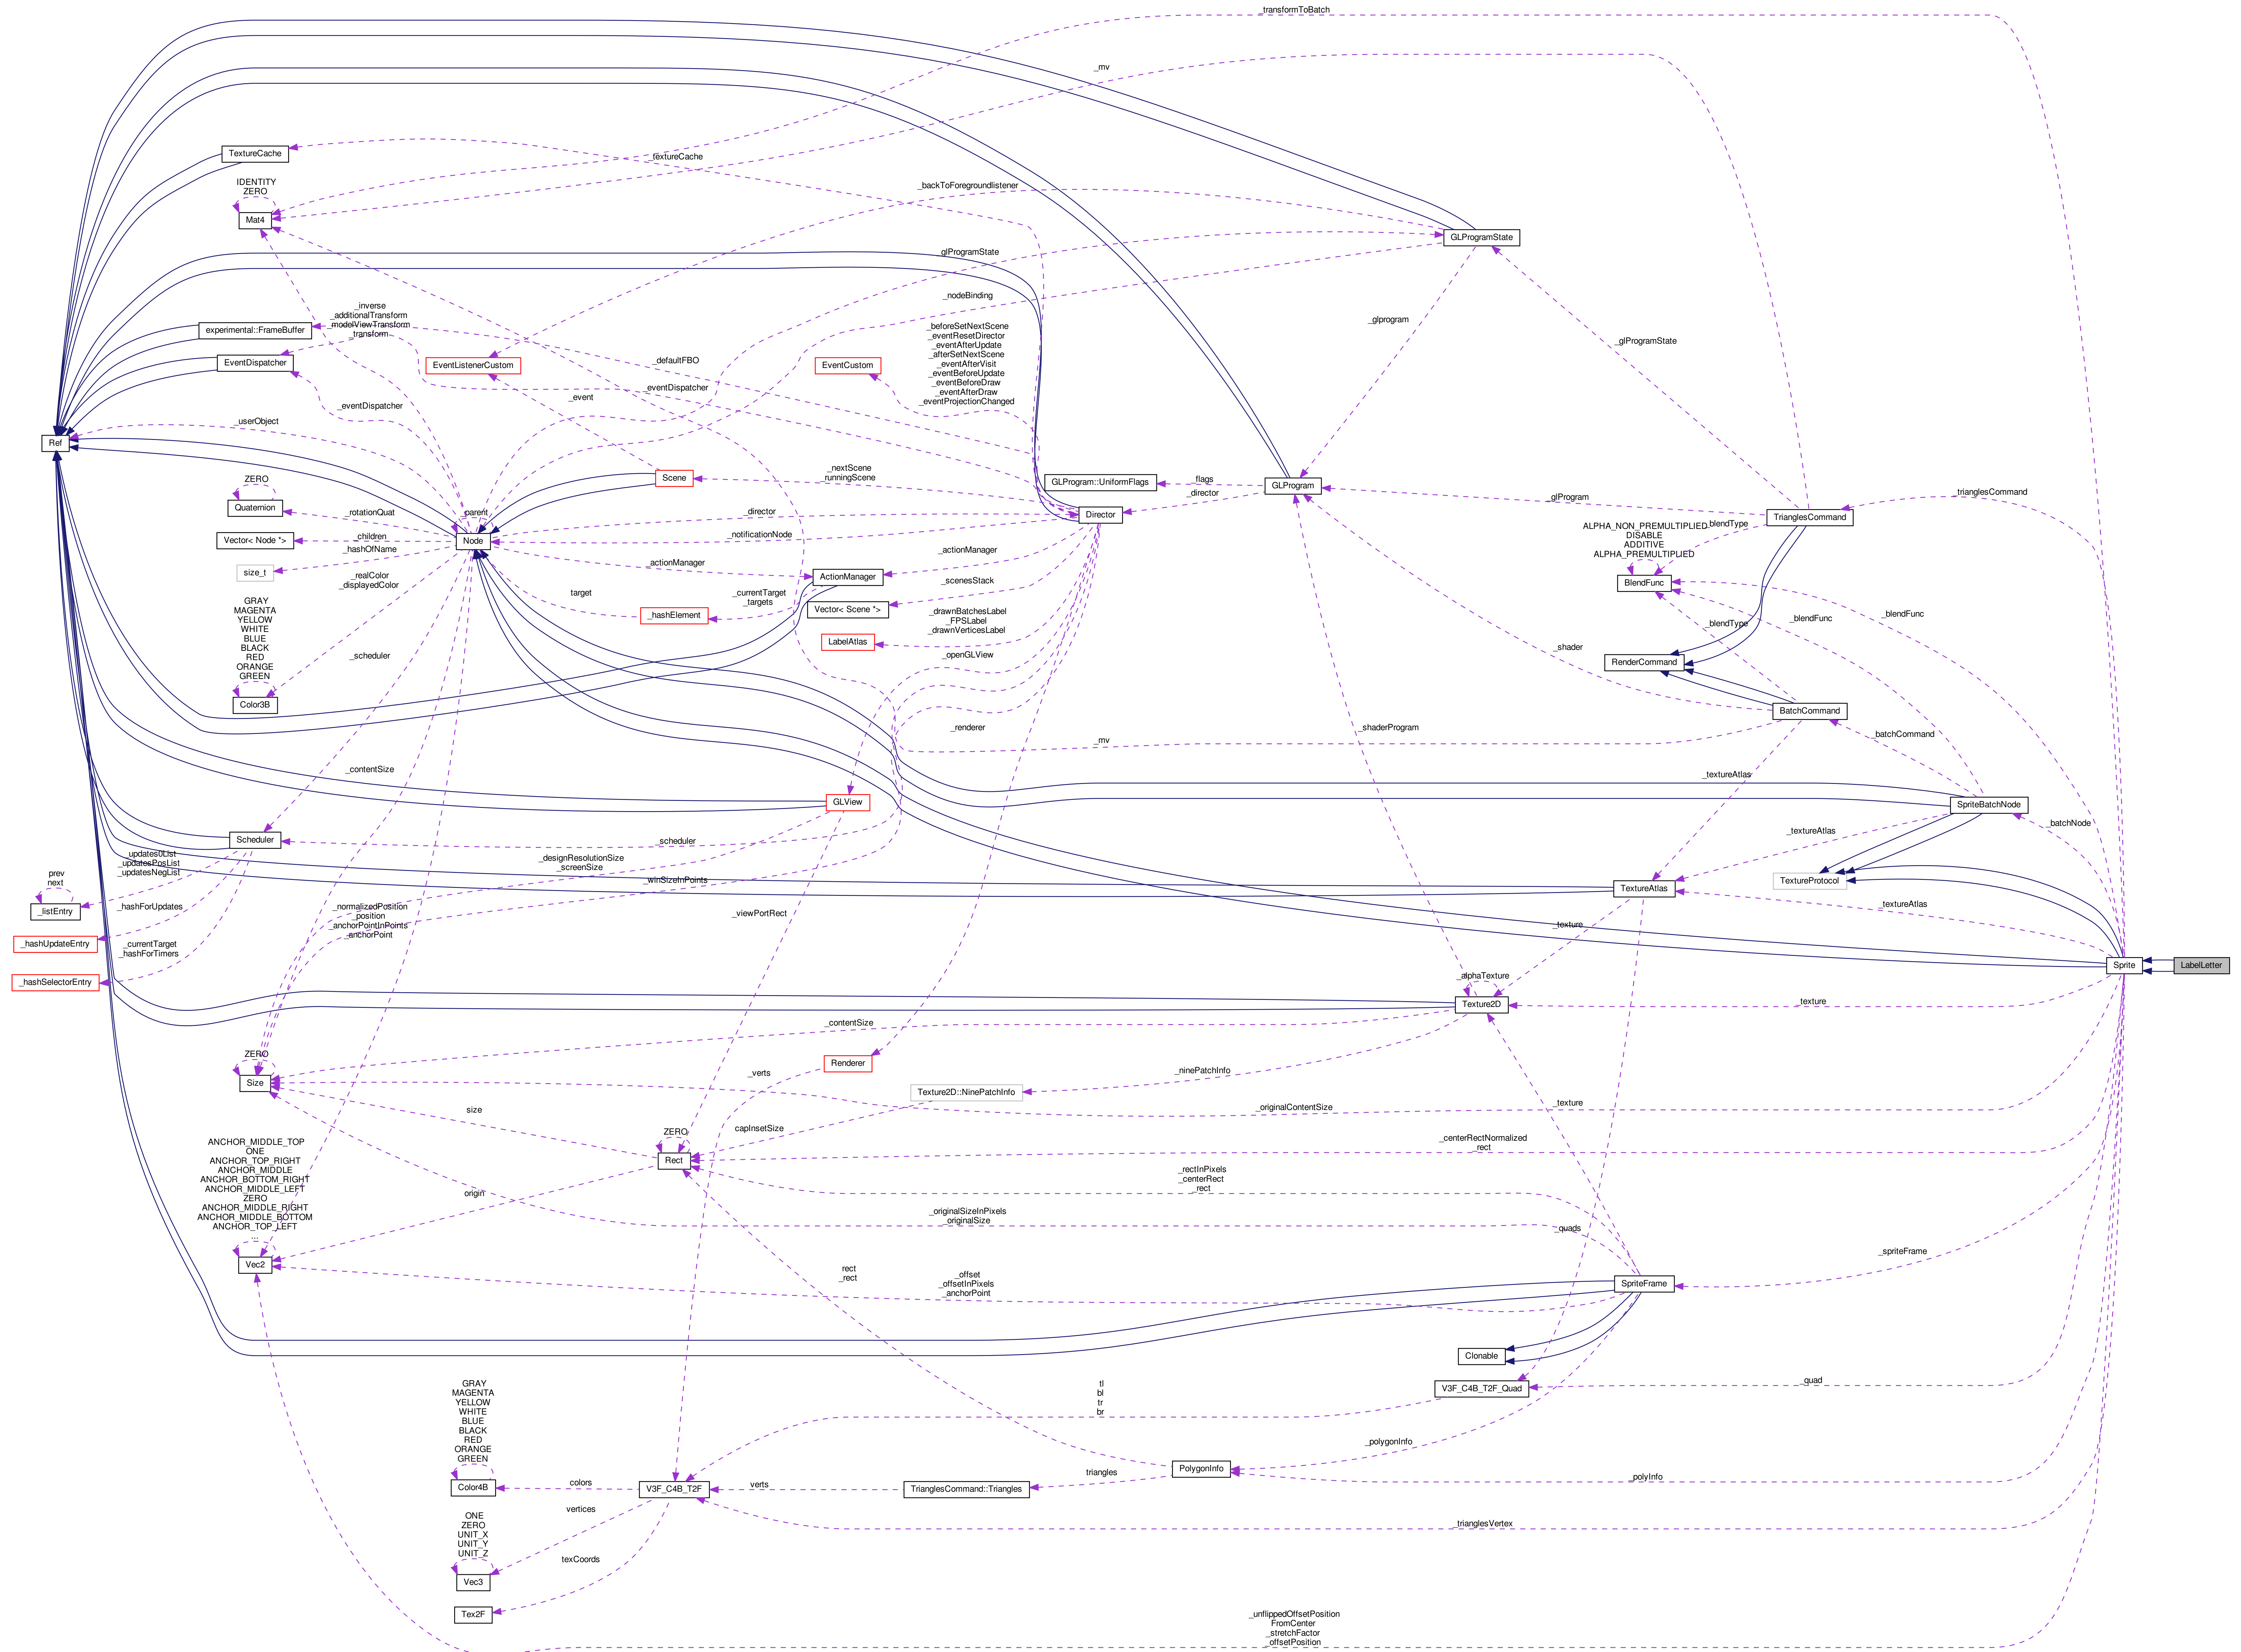 _transformToBatch
_mv
TextureCache
_textureCache
IDENTITY
ZERO
Mat4
_backToForegroundlistener
GLProgramState
_glProgramState
_nodeBinding
_inverse
_additionalTransform
_modelViewTransform
_transform
experimental::FrameBuffer
EventDispatcher
EventListenerCustom
_defaultFBO
EventCustom
_beforeSetNextScene
_eventResetDirector
_eventAfterUpdate
_afterSetNextScene
_eventAfterVisit
_eventBeforeUpdate
_eventBeforeDraw
_eventAfterDraw
_eventProjectionChanged
_glprogram
_glProgramState
_eventDispatcher
_event
_eventDispatcher
_userObject
Ref
ZERO
Quaternion
_rotationQuat
_parent
Scene
_nextScene
_runningScene
GLProgram::UniformFlags
_flags
GLProgram
_director
_glProgram
_trianglesCommand
TrianglesCommand
_director
Director
Vector< Node *>
_children
Node
_notificationNode
_hashOfName
size_t
_actionManager
_actionManager
ActionManager
_blendType
ALPHA_NON_PREMULTIPLIED
DISABLE
ADDITIVE
ALPHA_PREMULTIPLIED
BlendFunc
_realColor
_displayedColor
target
_hashElement
_currentTarget
_targets
_scenesStack
Vector< Scene *>
GRAY
MAGENTA
YELLOW
WHITE
BLUE
BLACK
RED
ORANGE
GREEN
Color3B
_drawnBatchesLabel
_FPSLabel
_drawnVerticesLabel
LabelAtlas
_blendType
_blendFunc
_blendFunc
_scheduler
_openGLView
_shader
RenderCommand
BatchCommand
_renderer
_mv
_shaderProgram
_batchCommand
_contentSize
_textureAtlas
GLView
SpriteBatchNode
_batchNode
Scheduler
_scheduler
_textureAtlas
_updates0List
_updatesPosList
_updatesNegList
_designResolutionSize
_screenSize
_winSizeInPoints
prev
next
_listEntry
_hashForUpdates
TextureAtlas
TextureProtocol
_textureAtlas
_normalizedPosition
_position
_anchorPointInPoints
_anchorPoint
_viewPortRect
_texture
_hashUpdateEntry
_currentTarget
_hashForTimers
_hashSelectorEntry
Sprite
LabelLetter
_alphaTexture
Texture2D
_texture
_contentSize
ZERO
Size
Renderer
_verts
_ninePatchInfo
Texture2D::NinePatchInfo
_originalContentSize
_texture
size
capInsetSize
ZERO
Rect
_centerRectNormalized
_rect
_rectInPixels
_centerRect
_rect
ANCHOR_MIDDLE_TOP
ONE
ANCHOR_TOP_RIGHT
ANCHOR_MIDDLE
ANCHOR_BOTTOM_RIGHT
ANCHOR_MIDDLE_LEFT
ZERO
ANCHOR_MIDDLE_RIGHT
ANCHOR_MIDDLE_BOTTOM
ANCHOR_TOP_LEFT
...
Vec2
origin
_originalSizeInPixels
_originalSize
_quads
_spriteFrame
rect
_rect
_offset
_offsetInPixels
_anchorPoint
SpriteFrame
Clonable
V3F_C4B_T2F_Quad
_quad
tl
bl
tr
br
GRAY
MAGENTA
YELLOW
WHITE
BLUE
BLACK
RED
ORANGE
GREEN
Color4B
colors
V3F_C4B_T2F
verts
TrianglesCommand::Triangles
triangles
PolygonInfo
_polygonInfo
_polyInfo
vertices
ONE
ZERO
UNIT_X
UNIT_Y
UNIT_Z
Vec3
texCoords
Tex2F
_trianglesVertex
_unflippedOffsetPosition
FromCenter
_stretchFactor
_offsetPosition